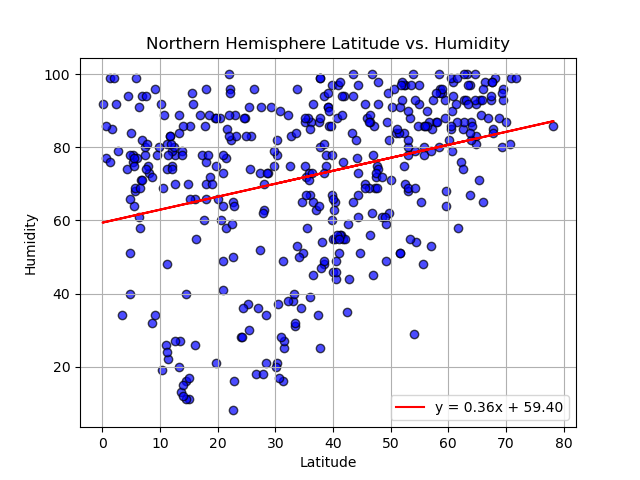 Northern Hemisphere Latitude vs. Humidity
100
80
60
40
20
Humidity
y = 0.36x + 59.40
0 10 20 30 40 50 60 70 80
Latitude